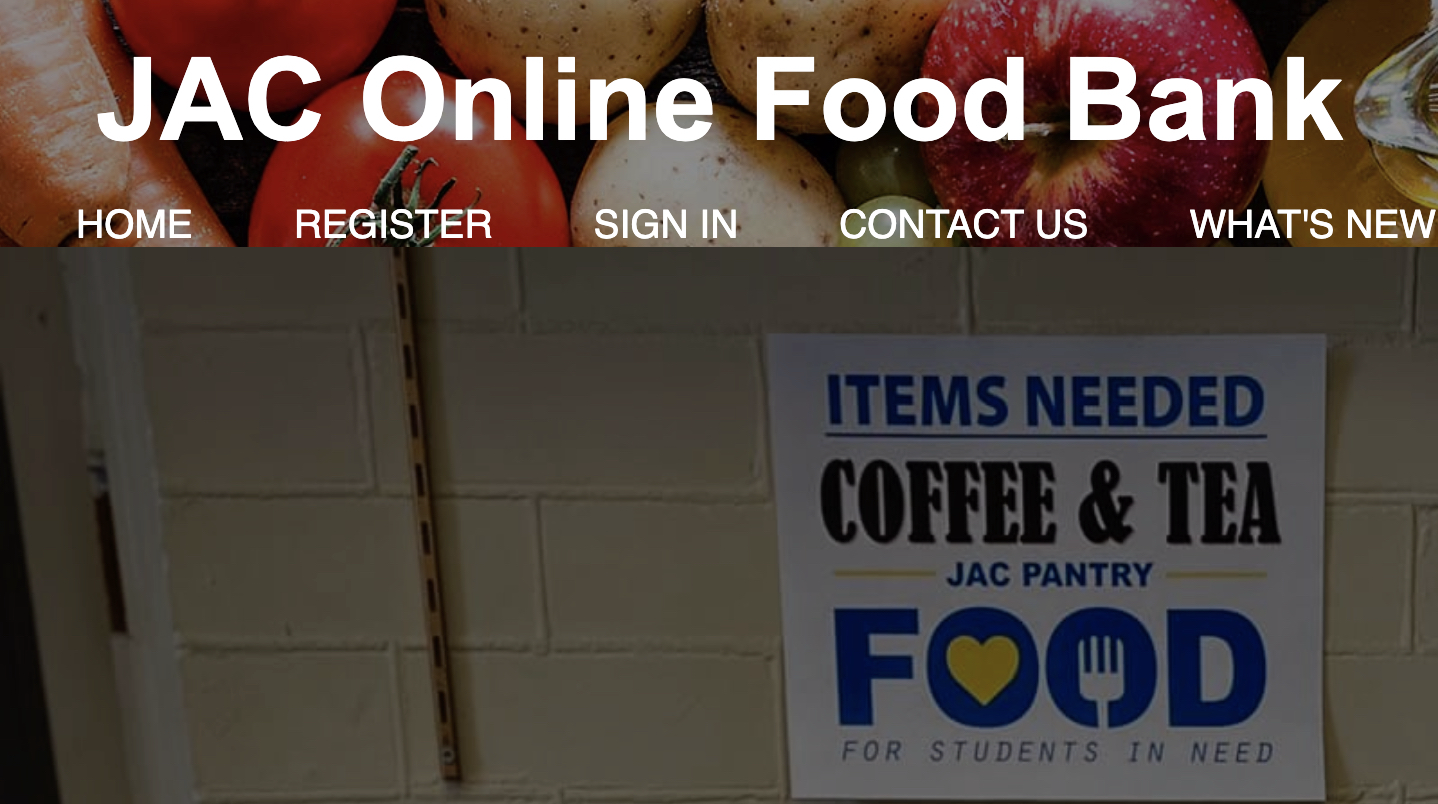 JAC Online Food Bank
HOME REGISTER SIGN IN CONTACT US WHAT'S NEW
ITEMS NEEDED
COFFEE & TEA
JAC PANTRY
FOOD
FOR STUDENTS IN NEED